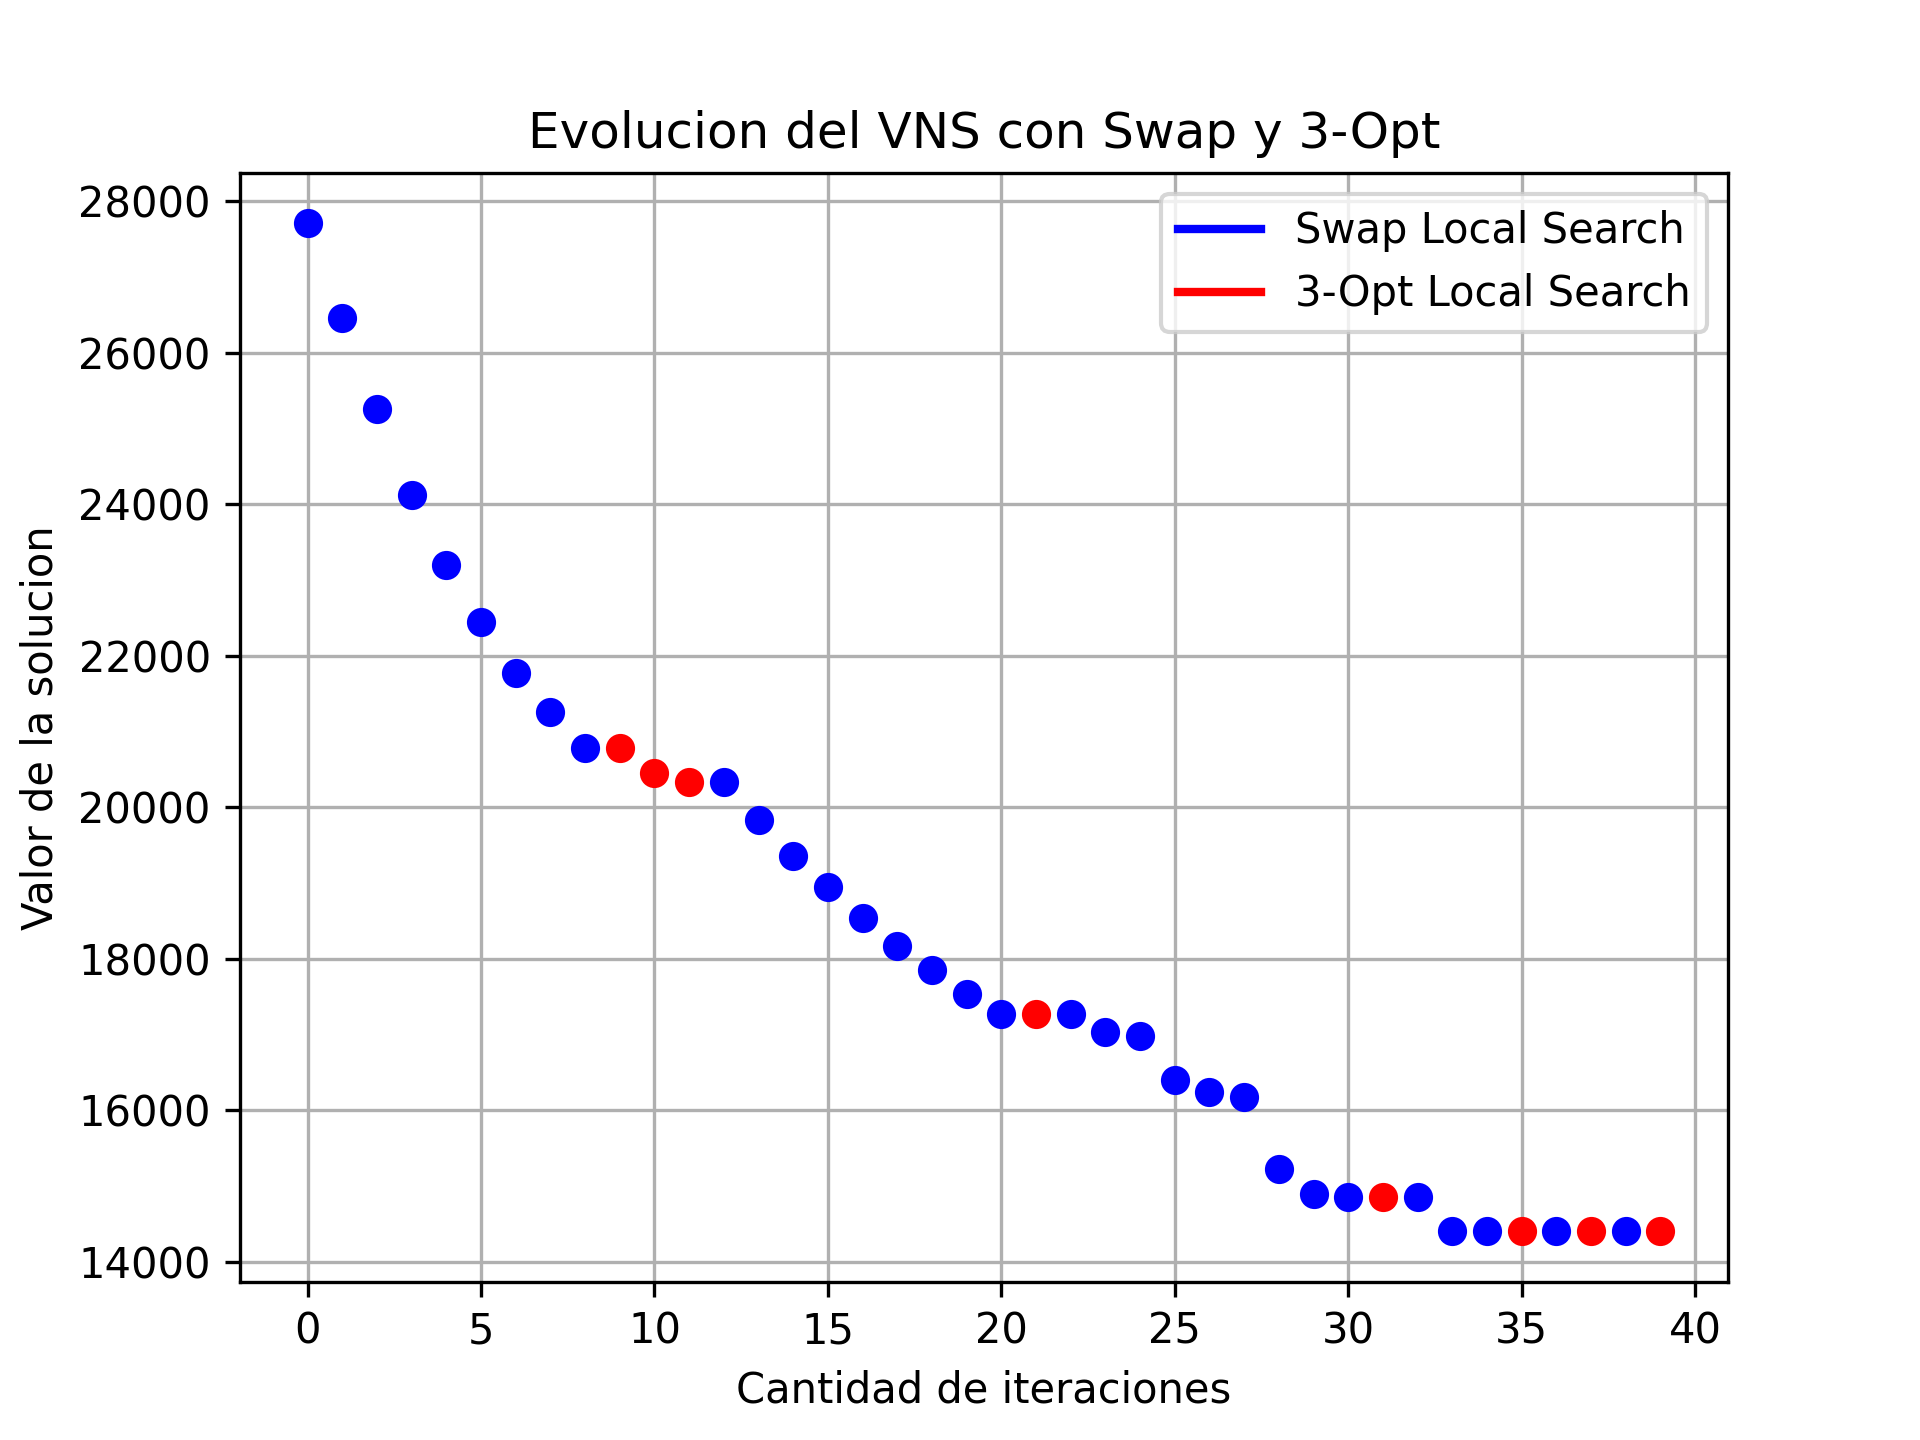 Evolucion del VNS con Swap y 3-Opt
Swap Local Search
3-Opt Local Search
28000
26000
24000
22000
20000
18000
16000
14000
Valor de la solucion
0 5 10 15 20 25 30 35 40
Cantidad de iteraciones